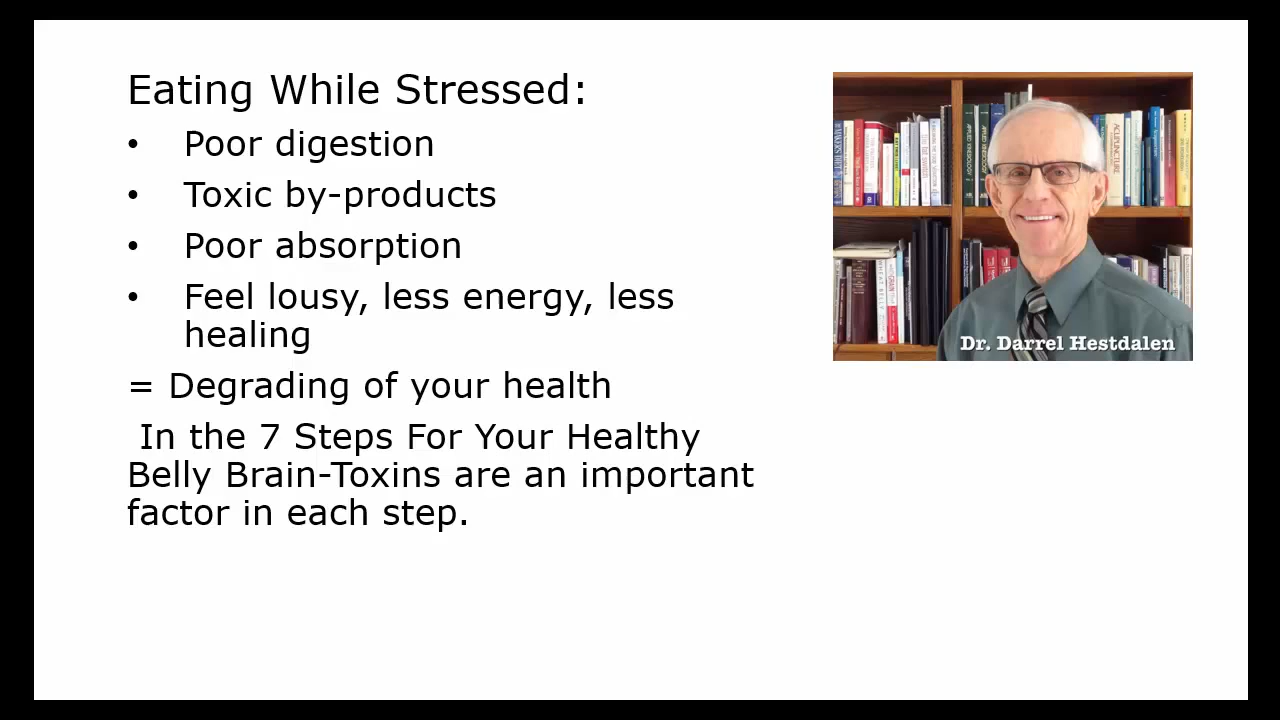 Eating While Stressed:
• Poor digestion
• Toxic by-products
• Poor absorption
• Feel lousy, less energy, less
healing
= Degrading of your health
In the 7 Steps For Your Healthy
Belly Brain-Toxins are an important
factor in each step.
ACUPUNCTURE
Dr. Darrel Hestdalen